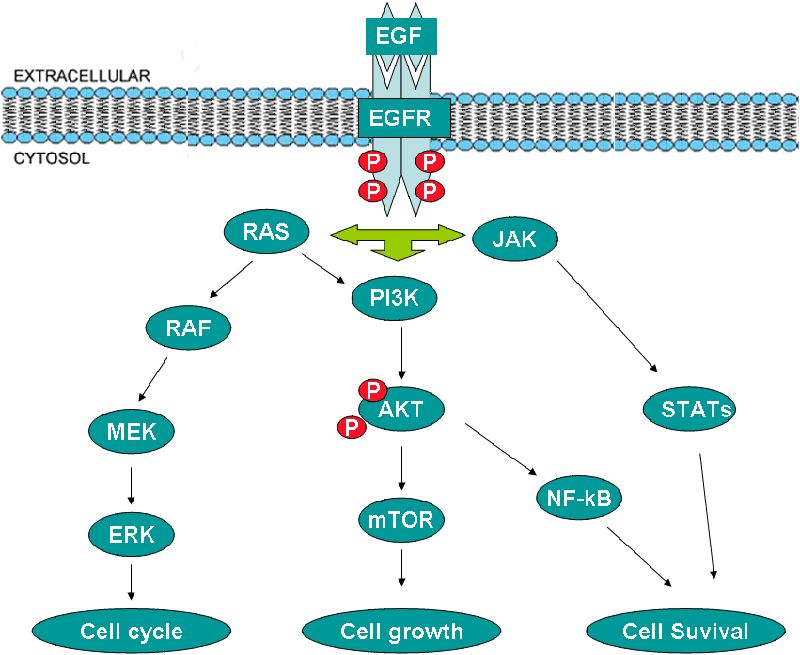 EGF
EXTRACELLULAR
EGFR
CYTOSOL
P
P
P
P
RAS
JAK
PI3K
RAF
P
AKT
STATs
P
MEK
NF-kB
mTOR
ERK
Cell cycle
Cell growth
Cell Suvival